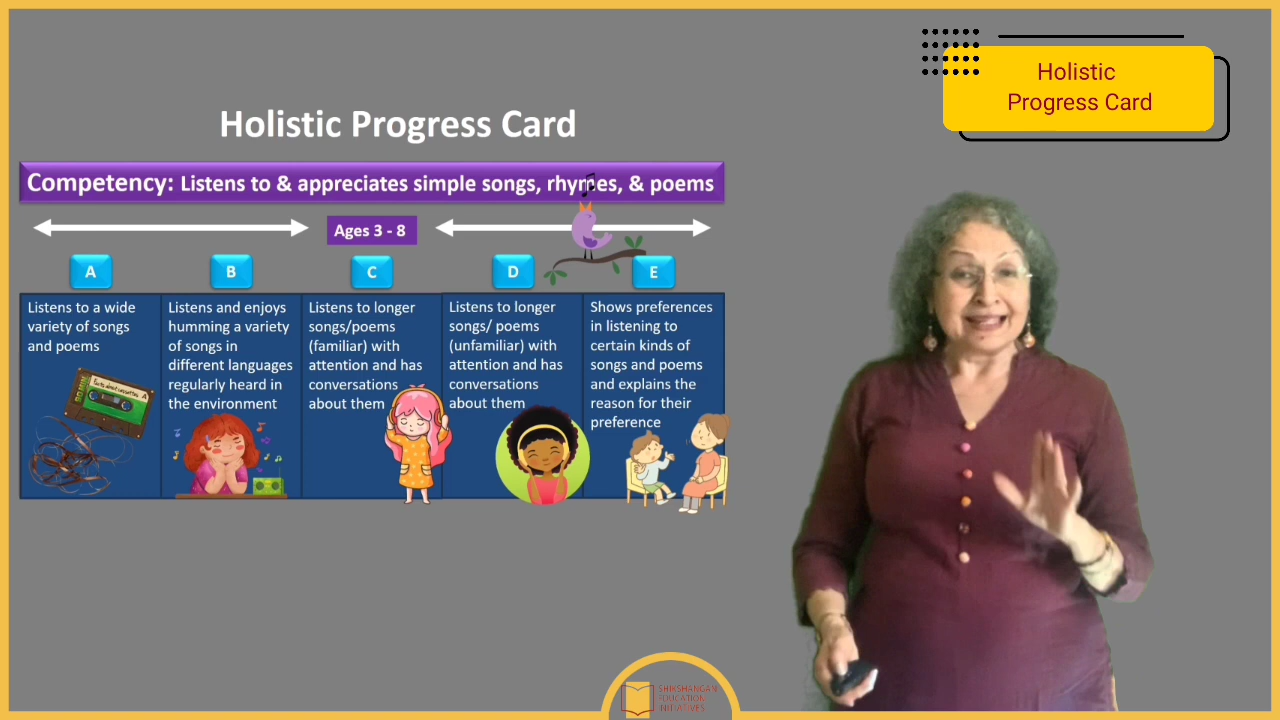 Holistic
Progress Card
Holistic Progress Card
Competency: Listens to & appreciates simple songs, rhymes, & poems
Ages 3 - 8
A
B
C
D
E
Listens to a wide
variety of songs
and poems
Listens and enjoys
humming a variety
of songs in
different languages
regularly heard in
the environment
Listens to longer
songs/poems
(familiar) with
attention and has
conversations
about them
Listens to longer
songs/ poems
(unfamiliar) with
attention and has
conversations
about them
Shows preferences
in listening to
certain kinds of
songs and poems
and explains the
reason for their
preference
SHIKSHANGAN
EDUCATION
INITIATIVES